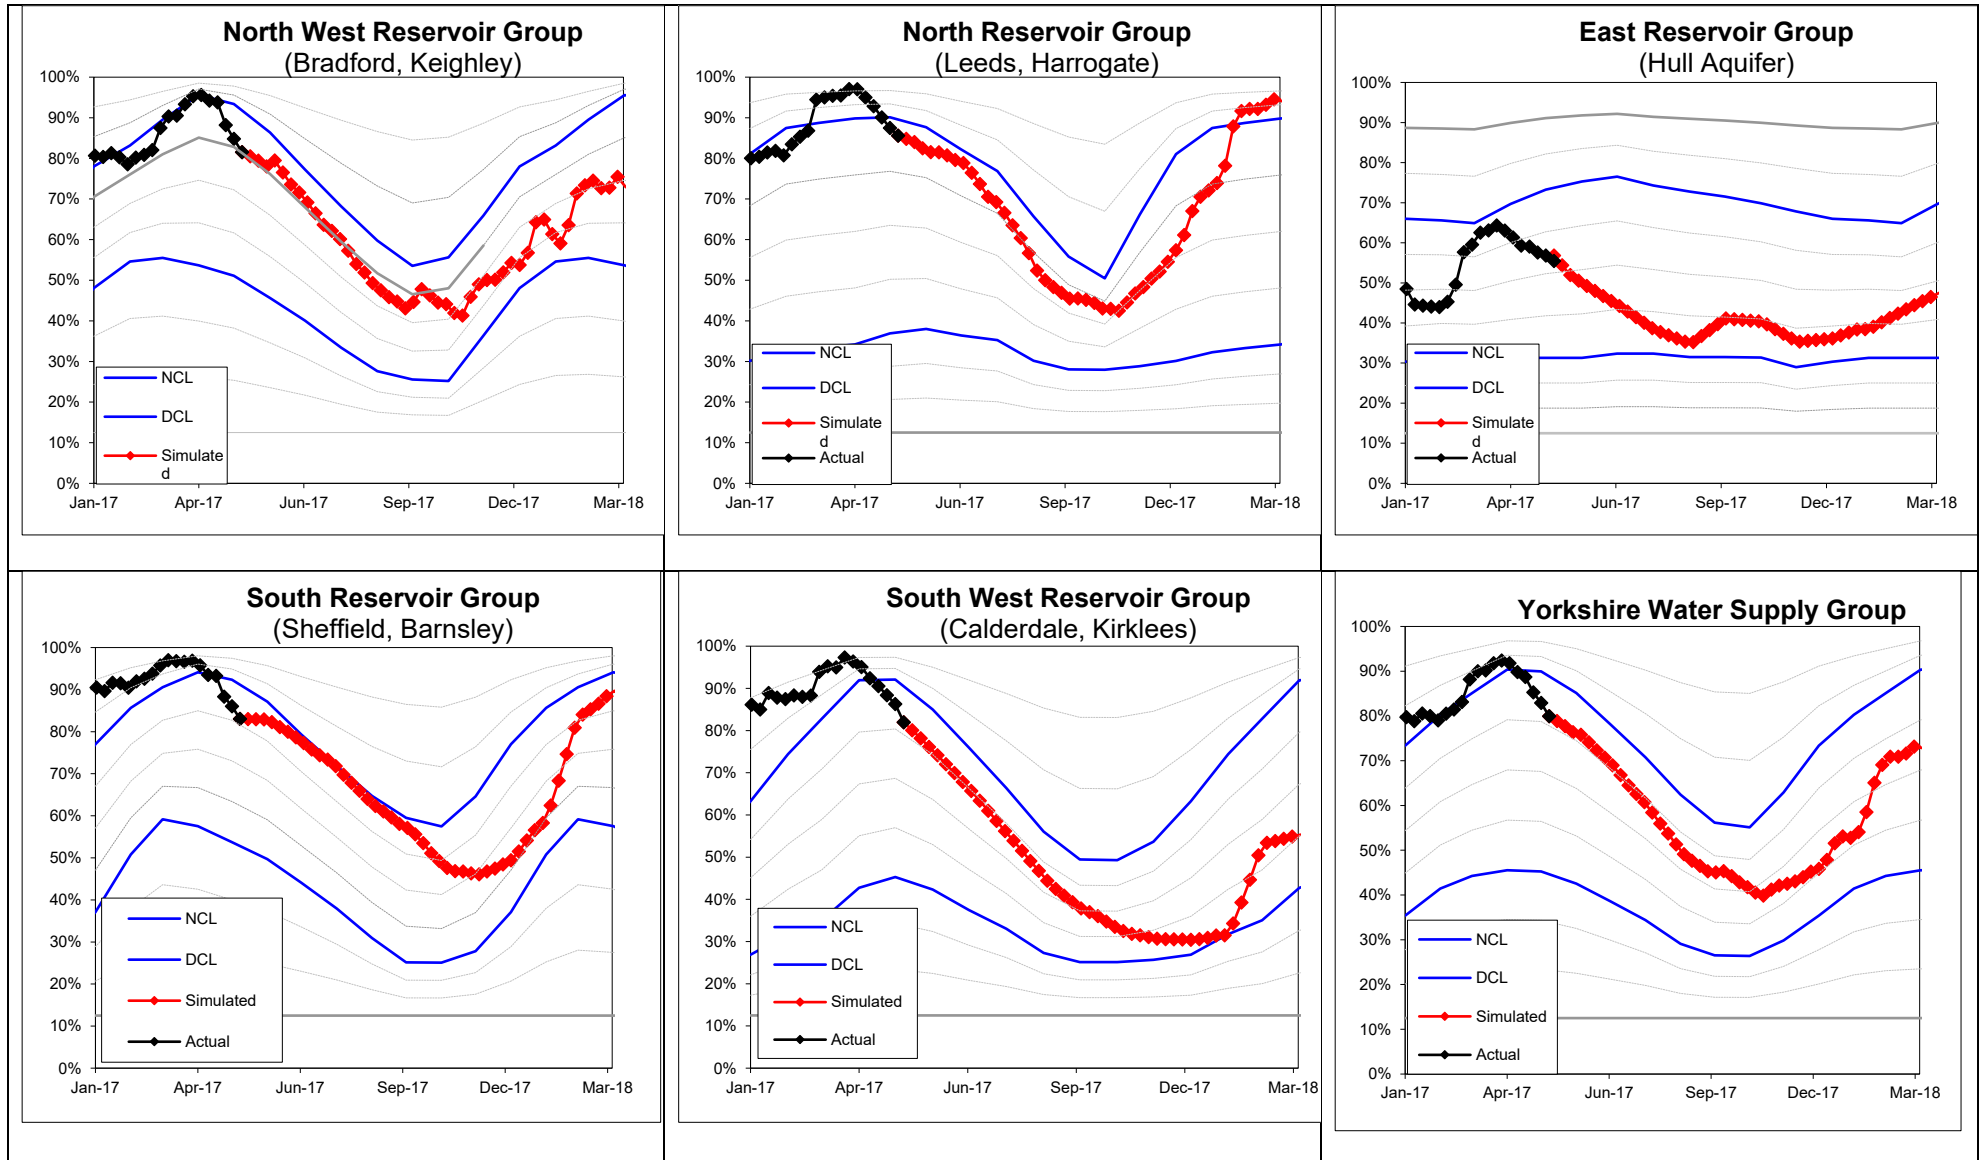 North West Reservoir Group
(Bradford, Keighley)
100%
90%
80%
70%
60%
50%
40%
30%
20%
10%
0%
NCL
DCL
Simulate
d
Jan-17 Apr-17 Jun-17 Sep-17 Dec-17 Mar-18
North Reservoir Group
(Leeds, Harrogate)
100%
90%
80%
70%
60%
50%
40%
30%
20%
10%
0%
NCL
DCL
Simulate
d
Actual
Jan-17 Apr-17 Jun-17 Sep-17 Dec-17 Mar-18
East Reservoir Group
(Hull Aquifer)
100%
90%
80%
70%
60%
50%
40%
30%
20%
10%
0%
NCL
DCL
Simulate
d
Actual
Jan-17 Apr-17 Jun-17 Sep-17 Dec-17 Mar-18
South Reservoir Group
(Sheffield, Barnsley)
100%
90%
80%
70%
60%
50%
40%
30%
20%
10%
0%
NCL
DCL
Simulated
Actual
Jan-17 Apr-17 Jun-17 Sep-17 Dec-17 Mar-18
South West Reservoir Group
(Calderdale, Kirklees)
100%
90%
80%
70%
60%
50%
40%
30%
20%
10%
0%
NCL
DCL
Simulated
Actual
Jan-17 Apr-17 Jun-17 Sep-17 Dec-17 Mar-18
Yorkshire Water Supply Group
100%
90%
80%
70%
60%
50%
40%
30%
20%
10%
0%
NCL
DCL
Simulated
Actual
Jan-17 Apr-17 Jun-17 Sep-17 Dec-17 Mar-18